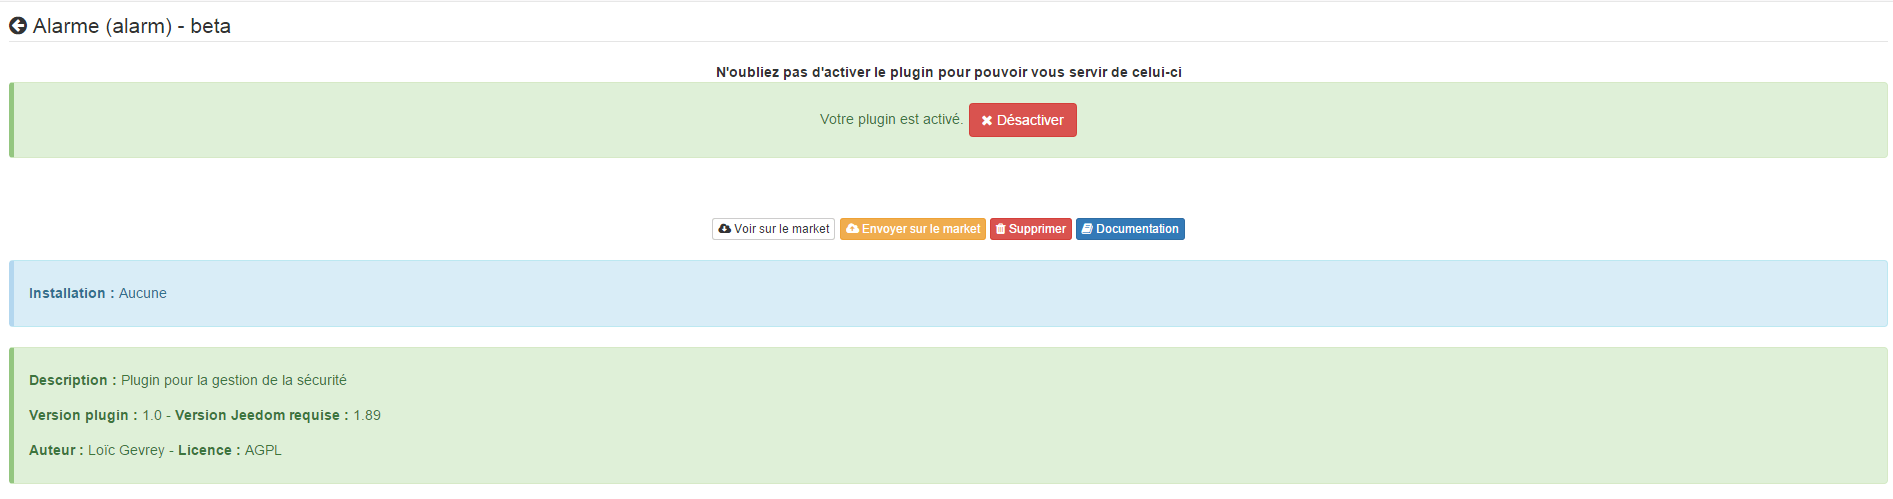 Alarme (alarm) - beta
N'oubliez pas d'activer le plugin pour pouvoir vous servir de celui-ci
Votre plugin est activé. Désactiver
Voir sur le market Envoyer sur le market Supprimer Documentation
Installation : Aucune
Description : Plugin pour la gestion de la sécurité
Version plugin : 1.0 - Version Jeedom requise : 1.89
Auteur : Loïc Gevrey - Licence : AGPL